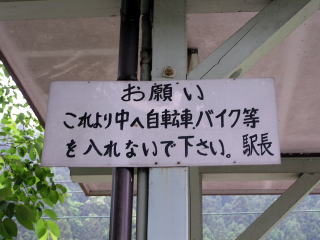 お願い
これより中へ自転車、バイク等
を入れないで下さい。駅長